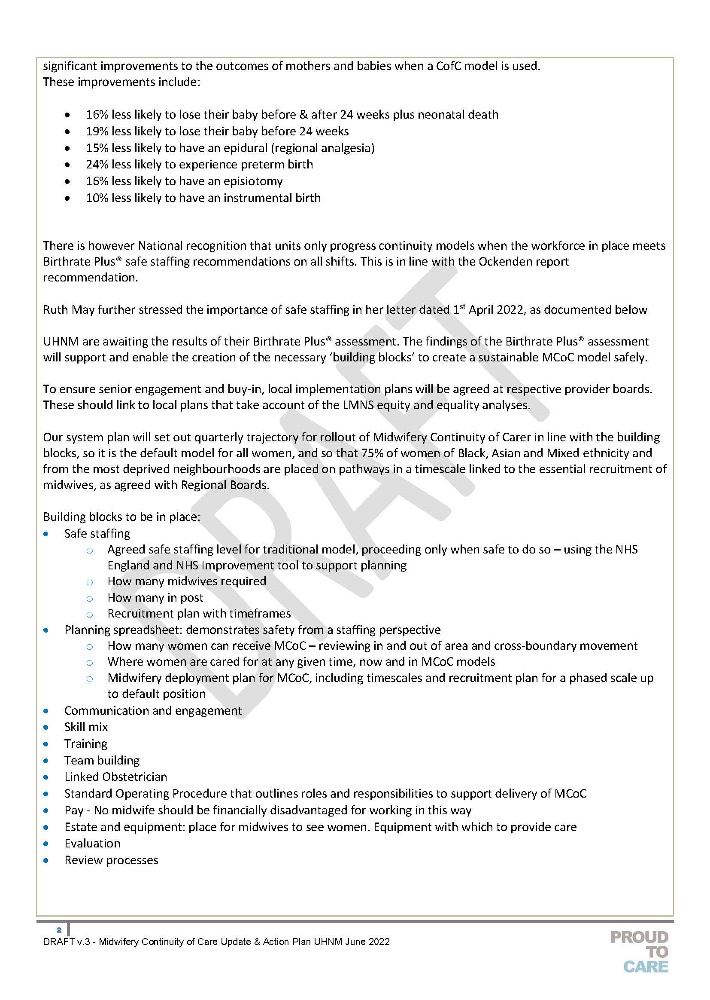 significant improvements to the outcomes of mothers and babies when a CofC model is used.
These improvements include:
• 16% less likely to lose their baby before & after 24 weeks plus neonatal death
• 19% less likely to lose their baby before 24 weeks
• 15% less likely to have an epidural (regional analgesia)
• 24% less likely to experience preterm birth
• 16% less likely to have an episiotomy
• 10% less likely to have an instrumental birth
There is however National recognition that units only progress continuity models when the workforce in place meets
Birthrate Plus® safe staffing recommendations on all shifts. This is in line with the Ockenden report
recommendation.
Ruth May further stressed the importance of safe staffing in her letter dated 1st April 2022, as documented below
UHNM are awaiting the results of their Birthrate Plus® assessment. The findings of the Birthrate Plus® assessment
will support and enable the creation of the necessary ‘building blocks’ to create a sustainable MCoC model safely.
To ensure senior engagement and buy-in, local implementation plans will be agreed at respective provider boards.
These should link to local plans that take account of the LMNS equity and equality analyses.
Our system plan will set out quarterly trajectory for rollout of Midwifery Continuity of Carer in line with the building
blocks, so it is the default model for all women, and so that 75% of women of Black, Asian and Mixed ethnicity and
from the most deprived neighbourhoods are placed on pathways in a timescale linked to the essential recruitment of
midwives, as agreed with Regional Boards.
Building blocks to be in place:
• Safe staffing
○ Agreed safe staffing level for traditional model, proceeding only when safe to do so – using the NHS
England and NHS Improvement tool to support planning
○ How many midwives required
○ How many in post
○ Recruitment plan with timeframes
• Planning spreadsheet: demonstrates safety from a staffing perspective
○ How many women can receive MCoC – reviewing in and out of area and cross-boundary movement
○ Where women are cared for at any given time, now and in MCoC models
○ Midwifery deployment plan for MCoC, including timescales and recruitment plan for a phased scale up
to default position
• Communication and engagement
• Skill mix
• Training
• Team building
• Linked Obstetrician
• Standard Operating Procedure that outlines roles and responsibilities to support delivery of MCoC
• Pay - No midwife should be financially disadvantaged for working in this way
• Estate and equipment: place for midwives to see women. Equipment with which to provide care
• Evaluation
• Review processes
DRAFT
2
DRAFT v.3 - Midwifery Continuity of Care Update & Action Plan UHNM June 2022
PROUD
TO
CARE